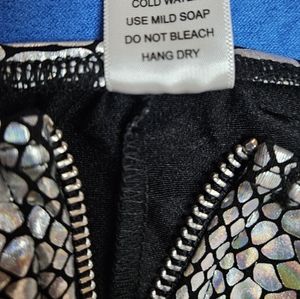 COLD WATER
USE MILD SOAP
DO NOT BLEACH
HANG DRY